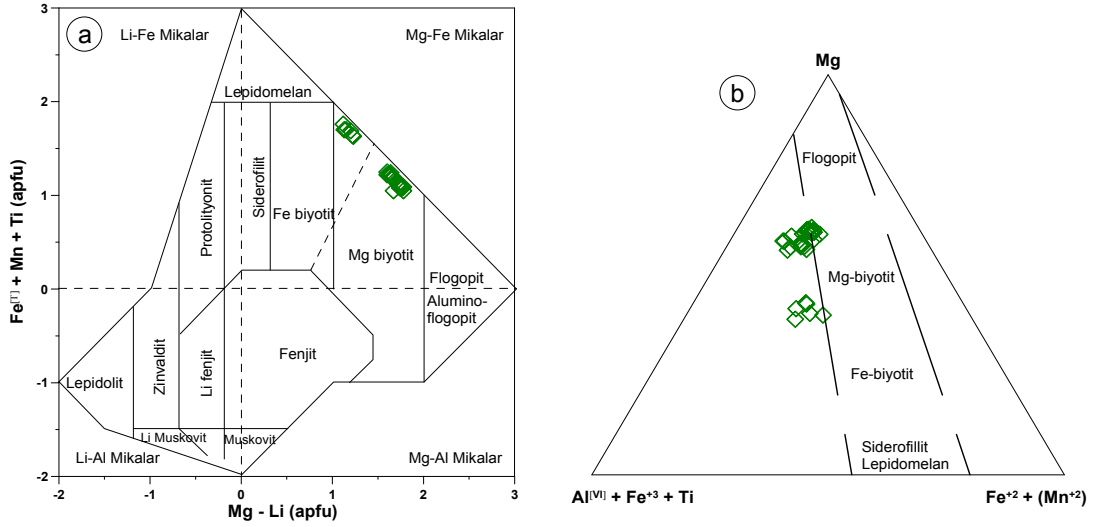 a
Li-Fe Mikalar
Mg-Fe Mikalar
Lepidomelan
Protolityonit
Siderofilit
Fe biyotit
Mg biyotit
Flogopit
Alumino-
flogopit
Fenjit
Li fenjit
Zinvaldit
Lepidolit
Li Muskovit
Muskovit
Li-Al Mikalar
Mg-Al Mikalar
3
2
1
0
-1
-2
-2
-1
0
1
2
3
Fe[T] + Mn + Ti (apfu)
Mg - Li (apfu)
b
Mg
Flogopit
Mg-biyotit
Fe-biyotit
Siderofillit
Lepidomelan
Al[VI] + Fe+3 + Ti
Fe+2 + (Mn+2)